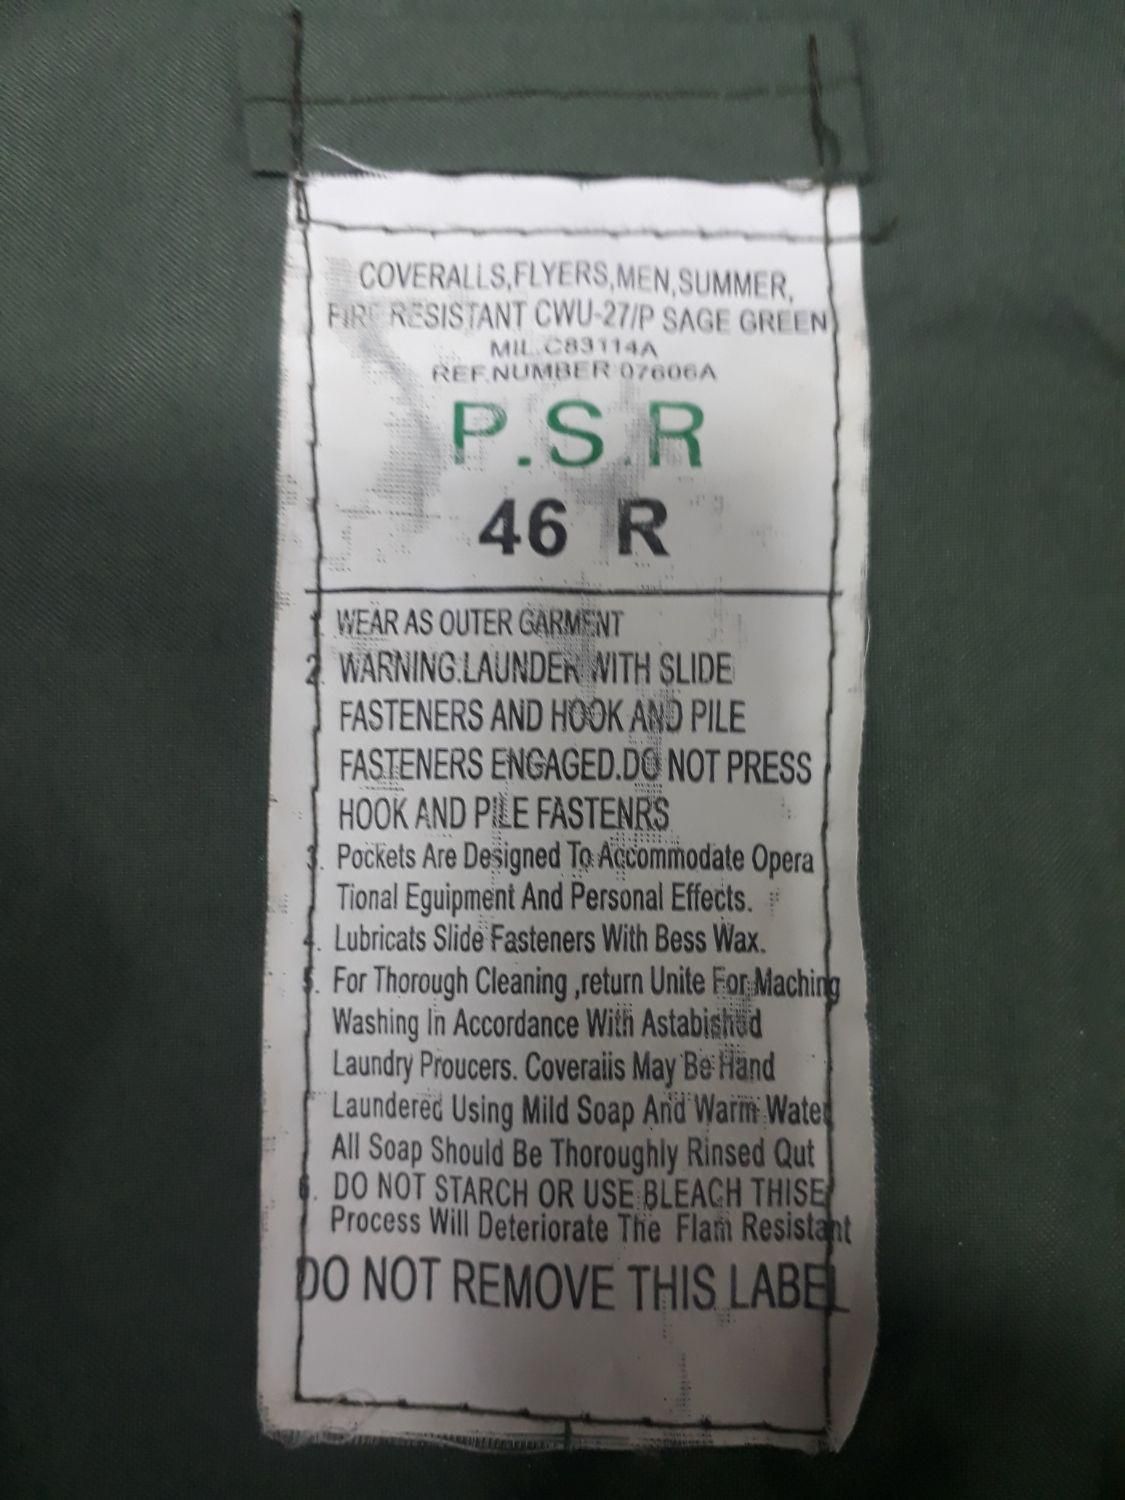 COVERALLS,FLYERS,MEN,SUMMER,
FIRE RESISTANT CWU-27/P SAGE GREEN
MIL.C83114A
REF.NUMBER 07606A
P.S.R
46 R
1. WEAR AS OUTER GARMENT
2. WARNING.LAUNDER WITH SLIDE
FASTENERS AND HOOK AND PILE
FASTENERS ENGAGED.DO NOT PRESS
HOOK AND PILE FASTENRS
3. Pockets Are Designed To Accommodate Opera
Tional Eguipment And Personal Effects.
4. Lubricats Slide Fasteners With Bess Wax.
5. For Thorough Cleaning ,return Unite For Maching
Washing In Accordance With Astabished
Laundry Proucers. Coveraiis May Be Hand
Laundered Using Mild Soap And Warm Water
All Soap Should Be Thoroughly Rinsed Qut
6. DO NOT STARCH OR USE BLEACH THISE
Process Will Deteriorate The Flam Resistant
DO NOT REMOVE THIS LABEL